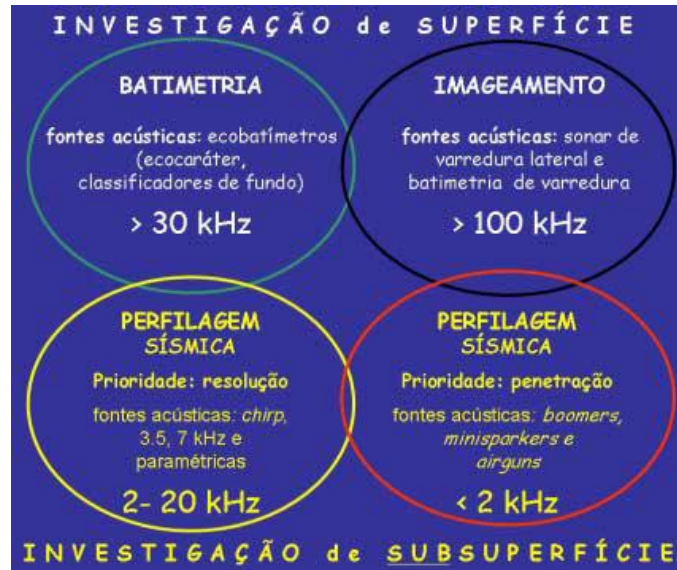 INVESTIGAÇÃO de SUPERFÍCIE
BATIMETRIA
fontes acústicas: ecobatímetros
(ecocaráter,
classificadores de fundo)
> 30 kHz
IMAGEAMENTO
fontes acústicas: sonar de
varredura lateral e
batimetria de varredura
> 100 kHz
PERFILAGEM
SÍSMICA
Prioridade: resolução
fontes acústicas: chirp,
3.5, 7 kHz e
paramétricas
2- 20 kHz
PERFILAGEM
SÍSMICA
Prioridade: penetração
fontes acústicas: boomers,
minisparkers e
airguns
< 2 kHz
INVESTIGAÇÃO de SUBSUPERFÍCIE